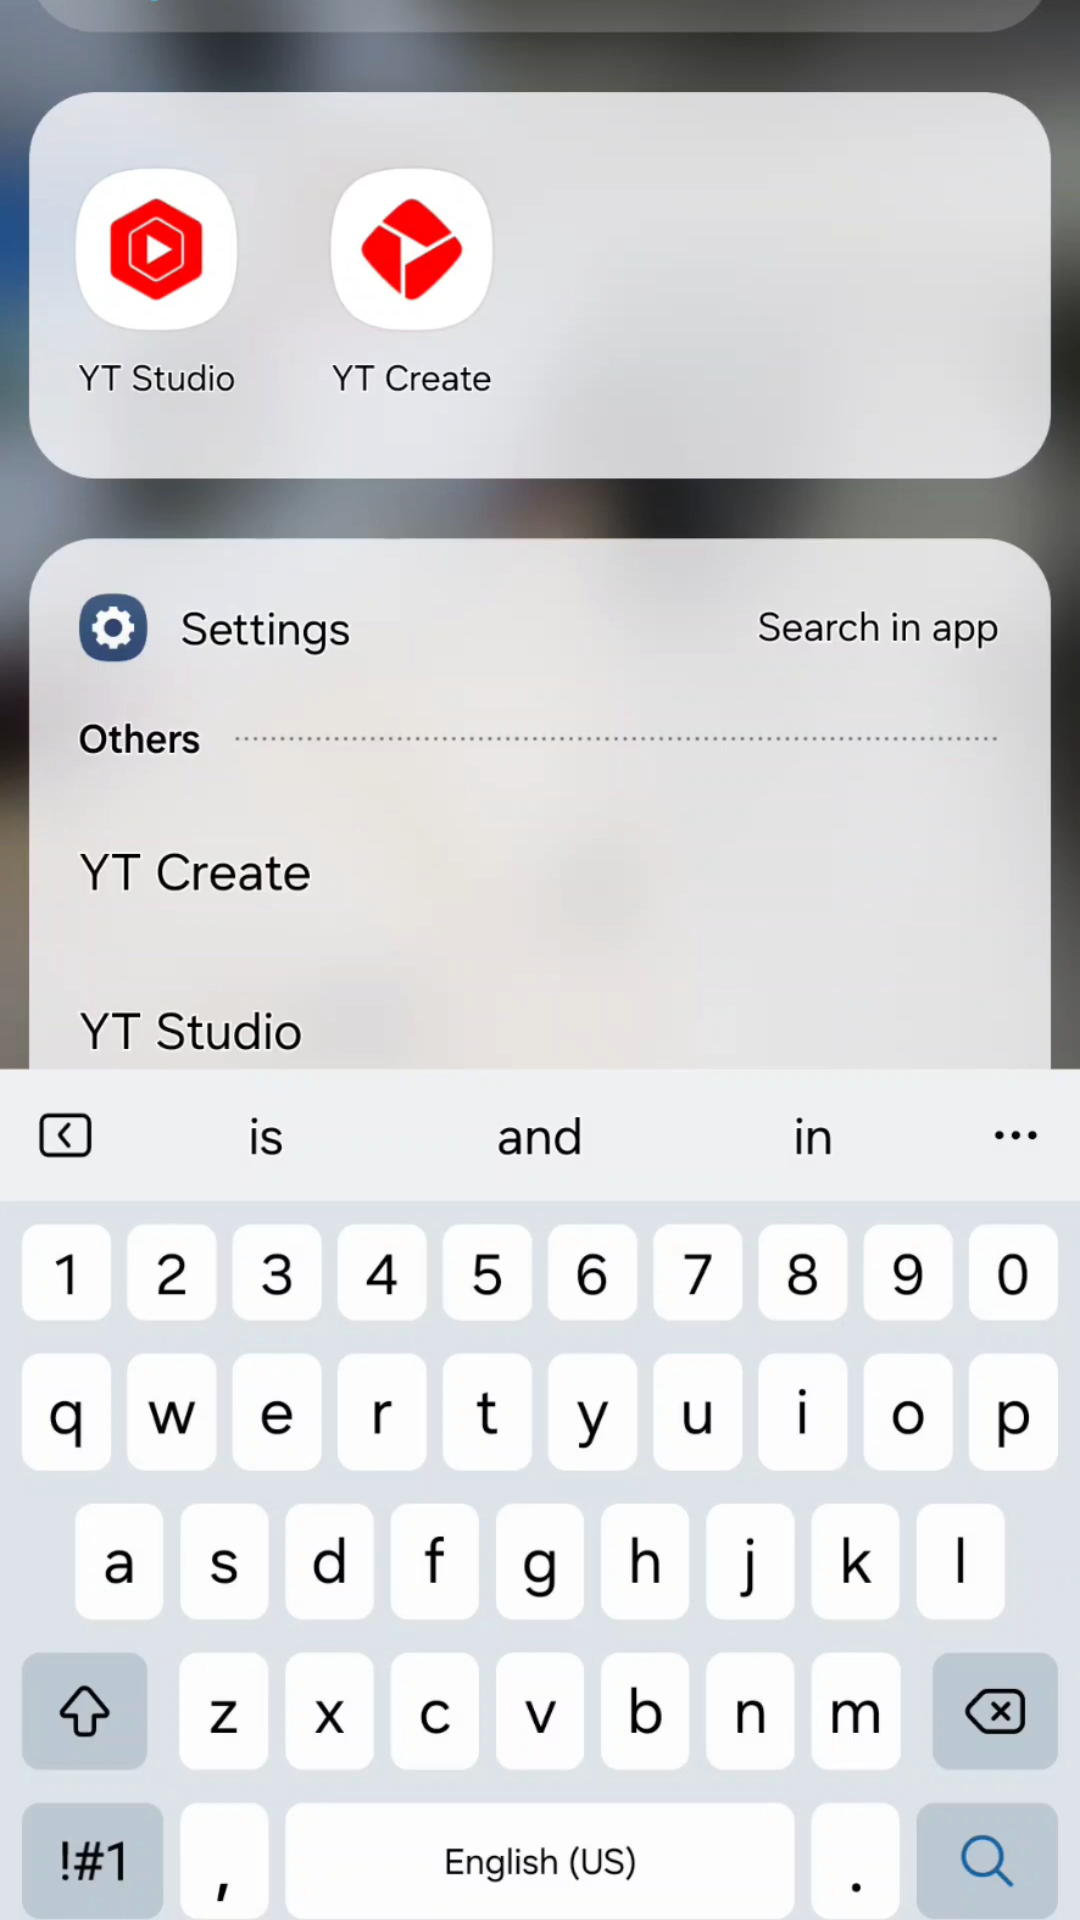 YT Studio YT Create
Settings Search in app
Others
YT Create
YT Studio
is and in ...
1 2 3 4 5 6 7 8 9 0
q w e r t y u i o p
a s d f g h j k l
z x c v b n m
!#1 , English (US) .